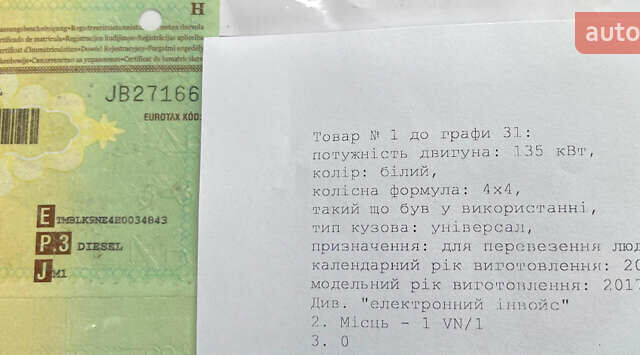 H
JB27166
EUROTAX KÓD:
E TMBLK9NE4E0034843
P.3 DIESEL
J M1
auto
Товар № 1 до графи 31:
потужність двигуна: 135 кВт,
колір: білий,
колісна формула: 4x4,
такий що був у використанні,
тип кузова: універсал,
призначення: для перевезення люд
календарний рік виготовлення: 20
модельний рік виготовлення: 2017
Див. "електронний інвойс"
2. Місць - 1 VN/1
3. 0